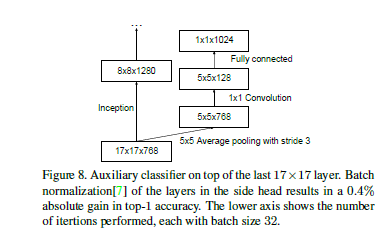 ...
1x1x1024
Fully connected
8x8x1280
5x5x128
1x1 Convolution
Inception
5x5x768
5x5 Average pooling with stride 3
17x17x768
Figure 8. Auxiliary classifier on top of the last 17×17 layer. Batch
normalization[7] of the layers in the side head results in a 0.4%
absolute gain in top-1 accuracy. The lower axis shows the number
of itertions performed, each with batch size 32.